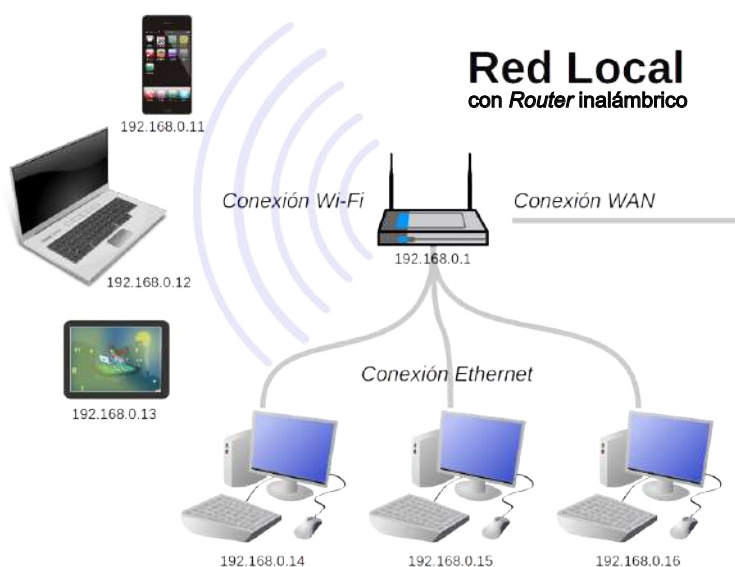 Red Local
con Router inalámbrico
192.168.0.11
Conexión Wi-Fi
Conexión WAN
192.168.0.1
192.168.0.12
Conexión Ethernet
192.168.0.13
192.168.0.14
192.168.0.15
192.168.0.16